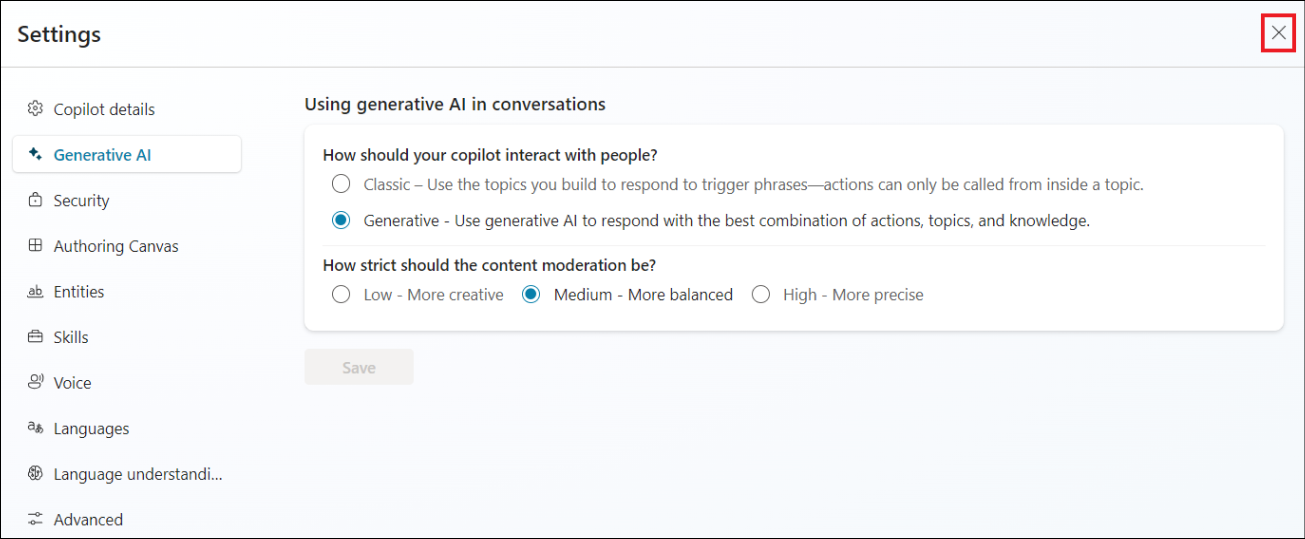 Settings
Copilot details
Generative AI
Security
Authoring Canvas
Entities
Skills
Voice
Languages
Language understandi...
Advanced
Using generative AI in conversations
How should your copilot interact with people?
Classic – Use the topics you build to respond to trigger phrases—actions can only be called from inside a topic.
Generative - Use generative AI to respond with the best combination of actions, topics, and knowledge.
How strict should the content moderation be?
Low - More creative Medium - More balanced High - More precise
Save